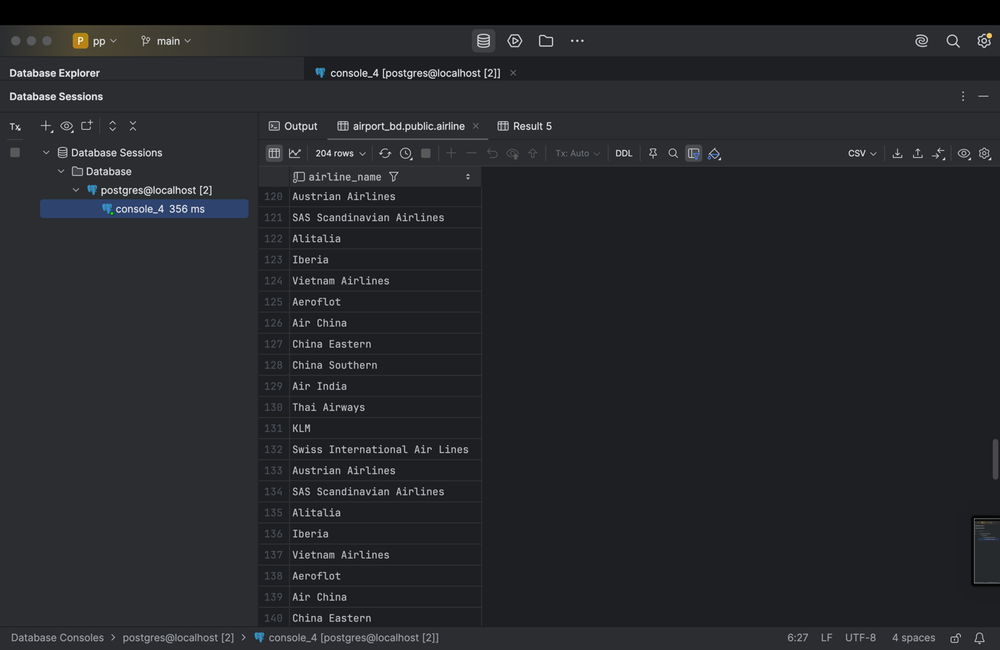 P pp main
Database Explorer
console_4 [postgres@localhost [2]]
Database Sessions
Tx
Output airport_bd.public.airline Result 5
Database Sessions
Database
postgres@localhost [2]
console_4 356 ms
204 rows Tx: Auto DDL CSV
airline_name
120 Austrian Airlines
121 SAS Scandinavian Airlines
122 Alitalia
123 Iberia
124 Vietnam Airlines
125 Aeroflot
126 Air China
127 China Eastern
128 China Southern
129 Air India
130 Thai Airways
131 KLM
132 Swiss International Air Lines
133 Austrian Airlines
134 SAS Scandinavian Airlines
135 Alitalia
136 Iberia
137 Vietnam Airlines
138 Aeroflot
139 Air China
140 China Eastern
Database Consoles > postgres@localhost [2] > console_4 [postgres@localhost [2]] 6:27 LF UTF-8 4 spaces